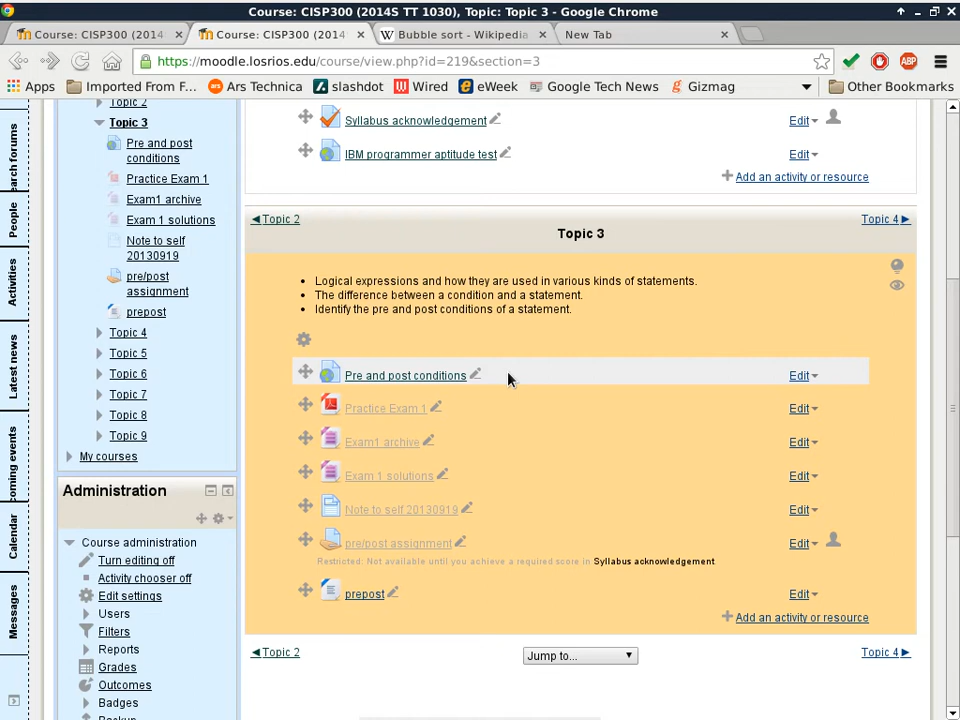 Course: CISP300 (2014S TT 1030), Topic: Topic 3 - Google Chrome
Course: CISP300 (2014
Course: CISP300 (2014
Bubble sort - Wikipedia
New Tab
https://moodle.losrios.edu/course/view.php?id=219&section=3
Apps
Imported From F...
Ars Technica
slashdot
Wired
eWeek
Google Tech News
Gizmag
Other Bookmarks
earch forums
People
Activities
Latest news
coming events
Calendar
Messages
Topic 2
Topic 3
Pre and post
conditions
Practice Exam 1
Exam1 archive
Exam 1 solutions
Note to self
20130919
pre/post
assignment
prepost
Topic 4
Topic 5
Topic 6
Topic 7
Topic 8
Topic 9
My courses
Administration
Course administration
Turn editing off
Activity chooser off
Edit settings
Users
Filters
Reports
Grades
Outcomes
Badges
Syllabus acknowledgement
Edit
IBM programmer aptitude test
Edit
Add an activity or resource
◀ Topic 2
Topic 4 ▶
Topic 3
• Logical expressions and how they are used in various kinds of statements.
• The difference between a condition and a statement.
• Identify the pre and post conditions of a statement.
Pre and post conditions
Edit
Practice Exam 1
Edit
Exam1 archive
Edit
Exam 1 solutions
Edit
Note to self 20130919
Edit
pre/post assignment
Edit
Restricted: Not available until you achieve a required score in Syllabus acknowledgement
prepost
Edit
Add an activity or resource
◀ Topic 2
Jump to...
Topic 4 ▶